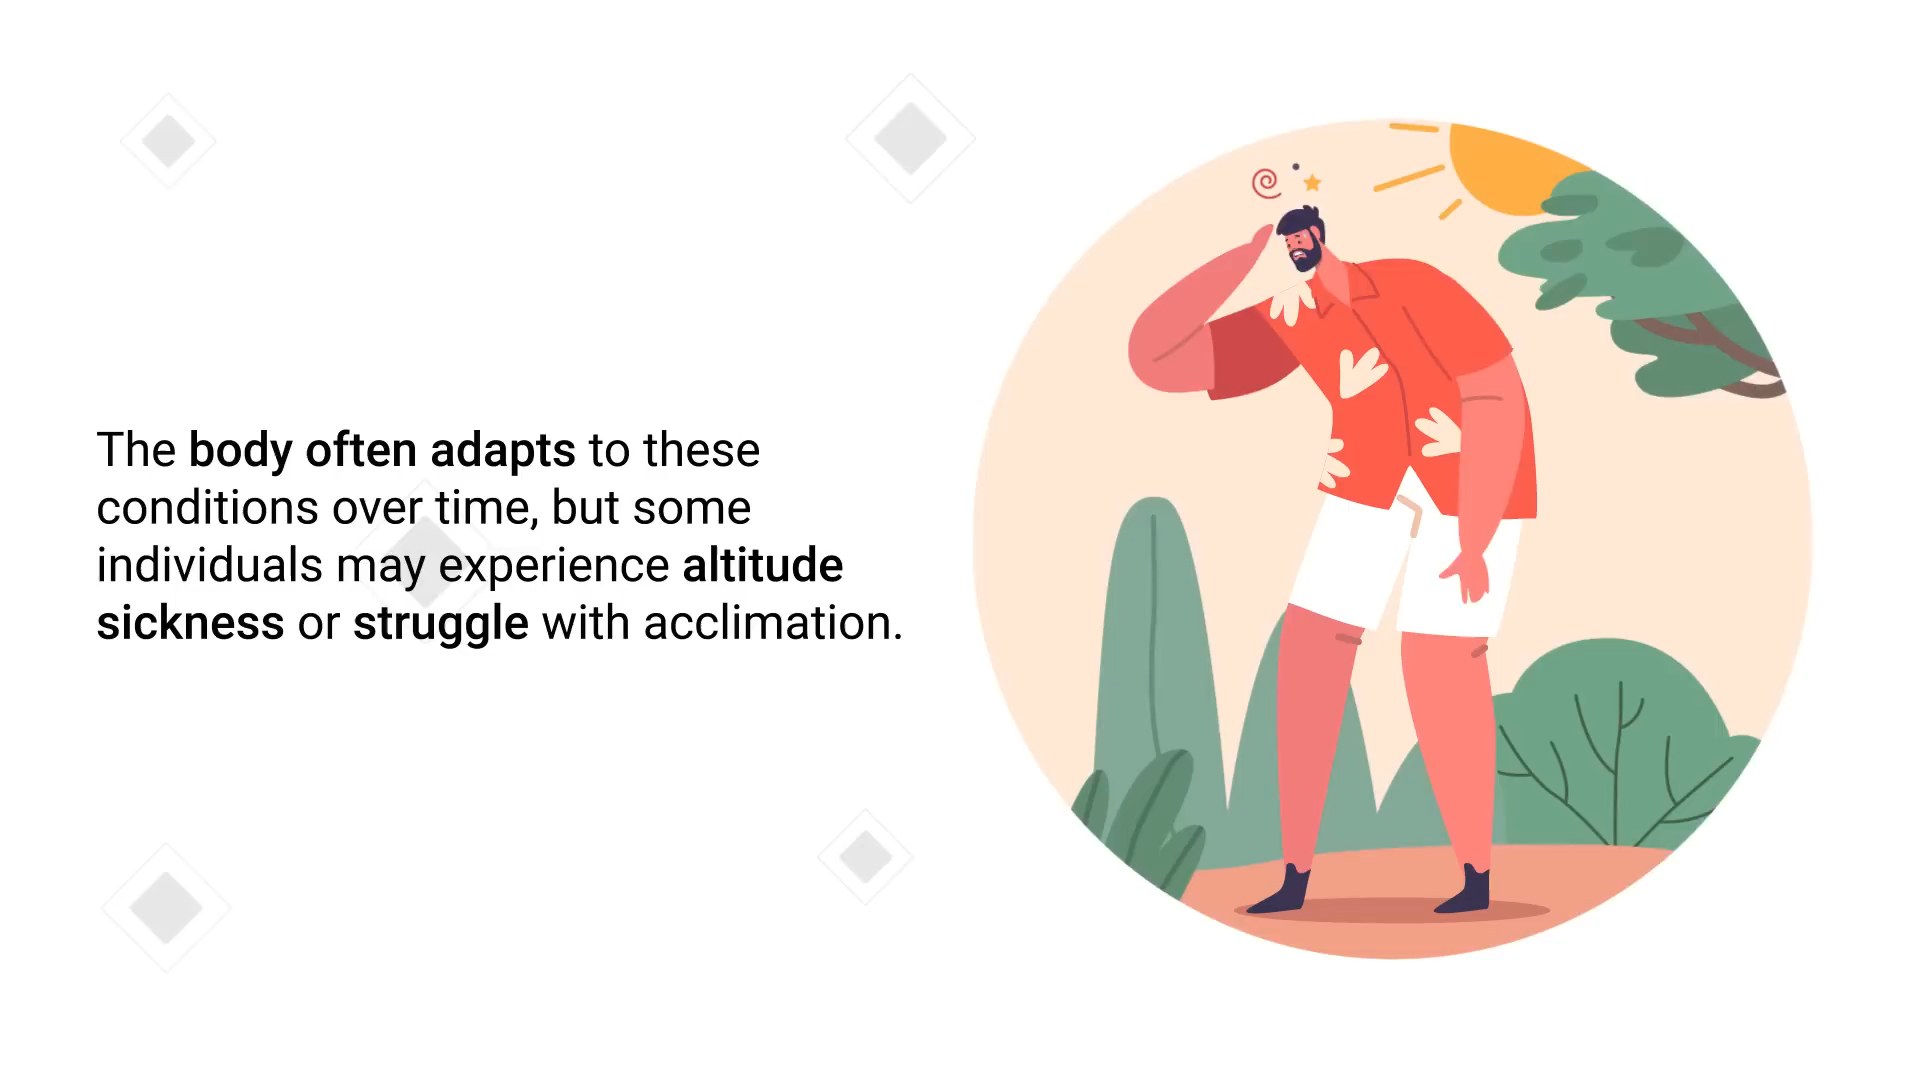 The body often adapts to these
conditions over time, but some
individuals may experience altitude
sickness or struggle with acclimation.